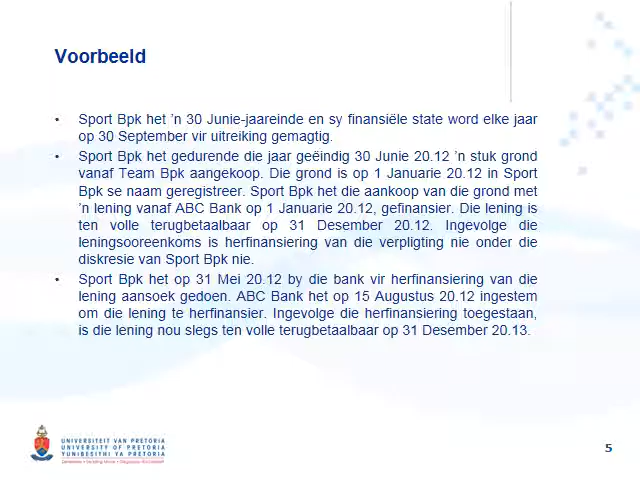 Voorbeeld
• Sport Bpk het ’n 30 Junie-jaareinde en sy finansiële state word elke jaar
op 30 September vir uitreiking gemagtig.
• Sport Bpk het gedurende die jaar geëindig 30 Junie 20.12 ’n stuk grond
vanaf Team Bpk aangekoop. Die grond is op 1 Januarie 20.12 in Sport
Bpk se naam geregistreer. Sport Bpk het die aankoop van die grond met
’n lening vanaf ABC Bank op 1 Januarie 20.12, gefinansier. Die lening is
ten volle terugbetaalbaar op 31 Desember 20.12. Ingevolge die
leningsooreenkoms is herfinansiering van die verpligting nie onder die
diskresie van Sport Bpk nie.
• Sport Bpk het op 31 Mei 20.12 by die bank vir herfinansiering van die
lening aansoek gedoen. ABC Bank het op 15 Augustus 20.12 ingestem
om die lening te herfinansier. Ingevolge die herfinansiering toegestaan,
is die lening nou slegs ten volle terugbetaalbaar op 31 Desember 20.13.
UNIVERSITEIT VAN PRETORIA
UNIVERSITY OF PRETORIA
YUNIBESITHI YA PRETORIA
5